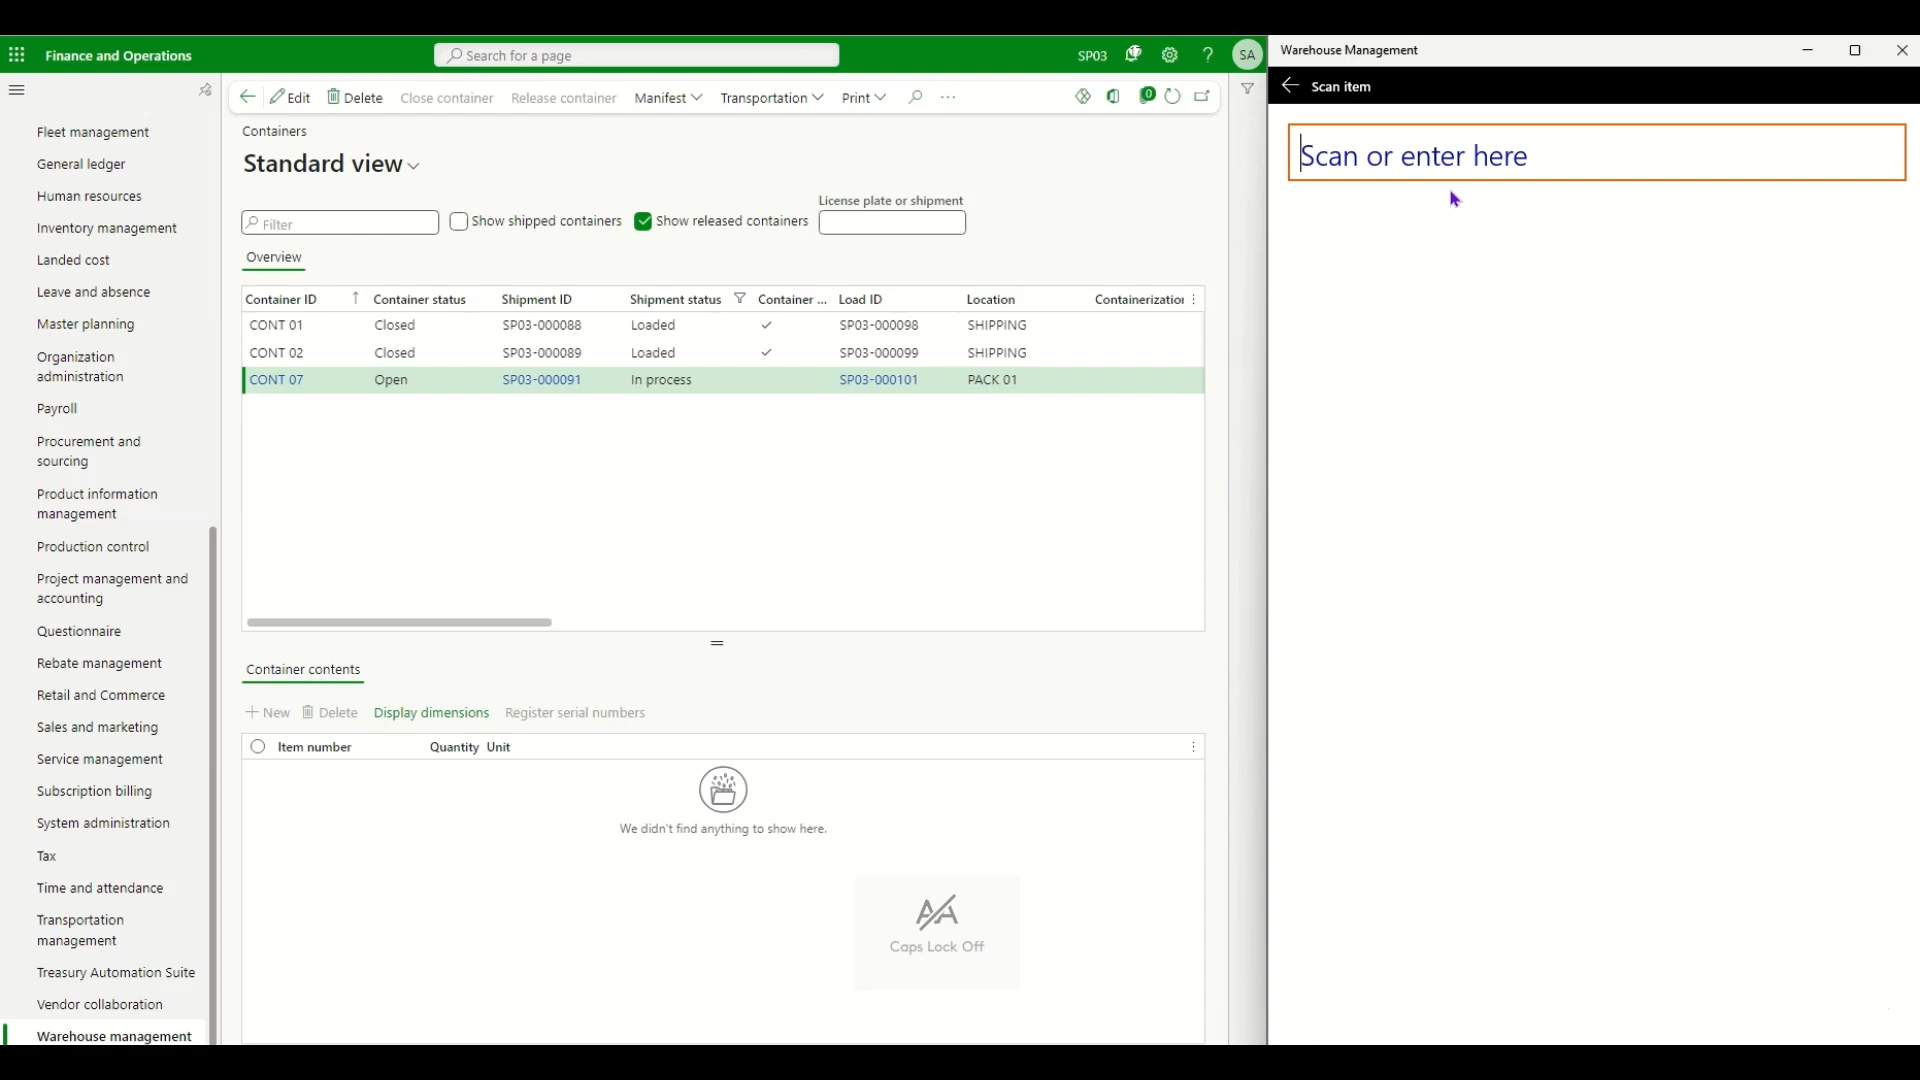 Finance and Operations
Search for a page
SP03
SA
Fleet management
General ledger
Human resources
Inventory management
Landed cost
Leave and absence
Master planning
Organization
administration
Payroll
Procurement and
sourcing
Product information
management
Production control
Project management and
accounting
Questionnaire
Rebate management
Retail and Commerce
Sales and marketing
Service management
Subscription billing
System administration
Tax
Time and attendance
Transportation
management
Treasury Automation Suite
Vendor collaboration
Warehouse management
Edit Delete Close container Release container Manifest Transportation Print ··· 0
Containers
Standard view
License plate or shipment
Filter Show shipped containers Show released containers
Overview
Container ID ↑ Container status Shipment ID Shipment status Container ... Load ID Location Containerization
CONT 01 Closed SP03-000088 Loaded ✓ SP03-000098 SHIPPING
CONT 02 Closed SP03-000089 Loaded ✓ SP03-000099 SHIPPING
CONT 07 Open SP03-000091 In process SP03-000101 PACK 01
Container contents
+ New Delete Display dimensions Register serial numbers
Item number Quantity Unit
We didn't find anything to show here.
Caps Lock Off
Warehouse Management
Scan item
Scan or enter here